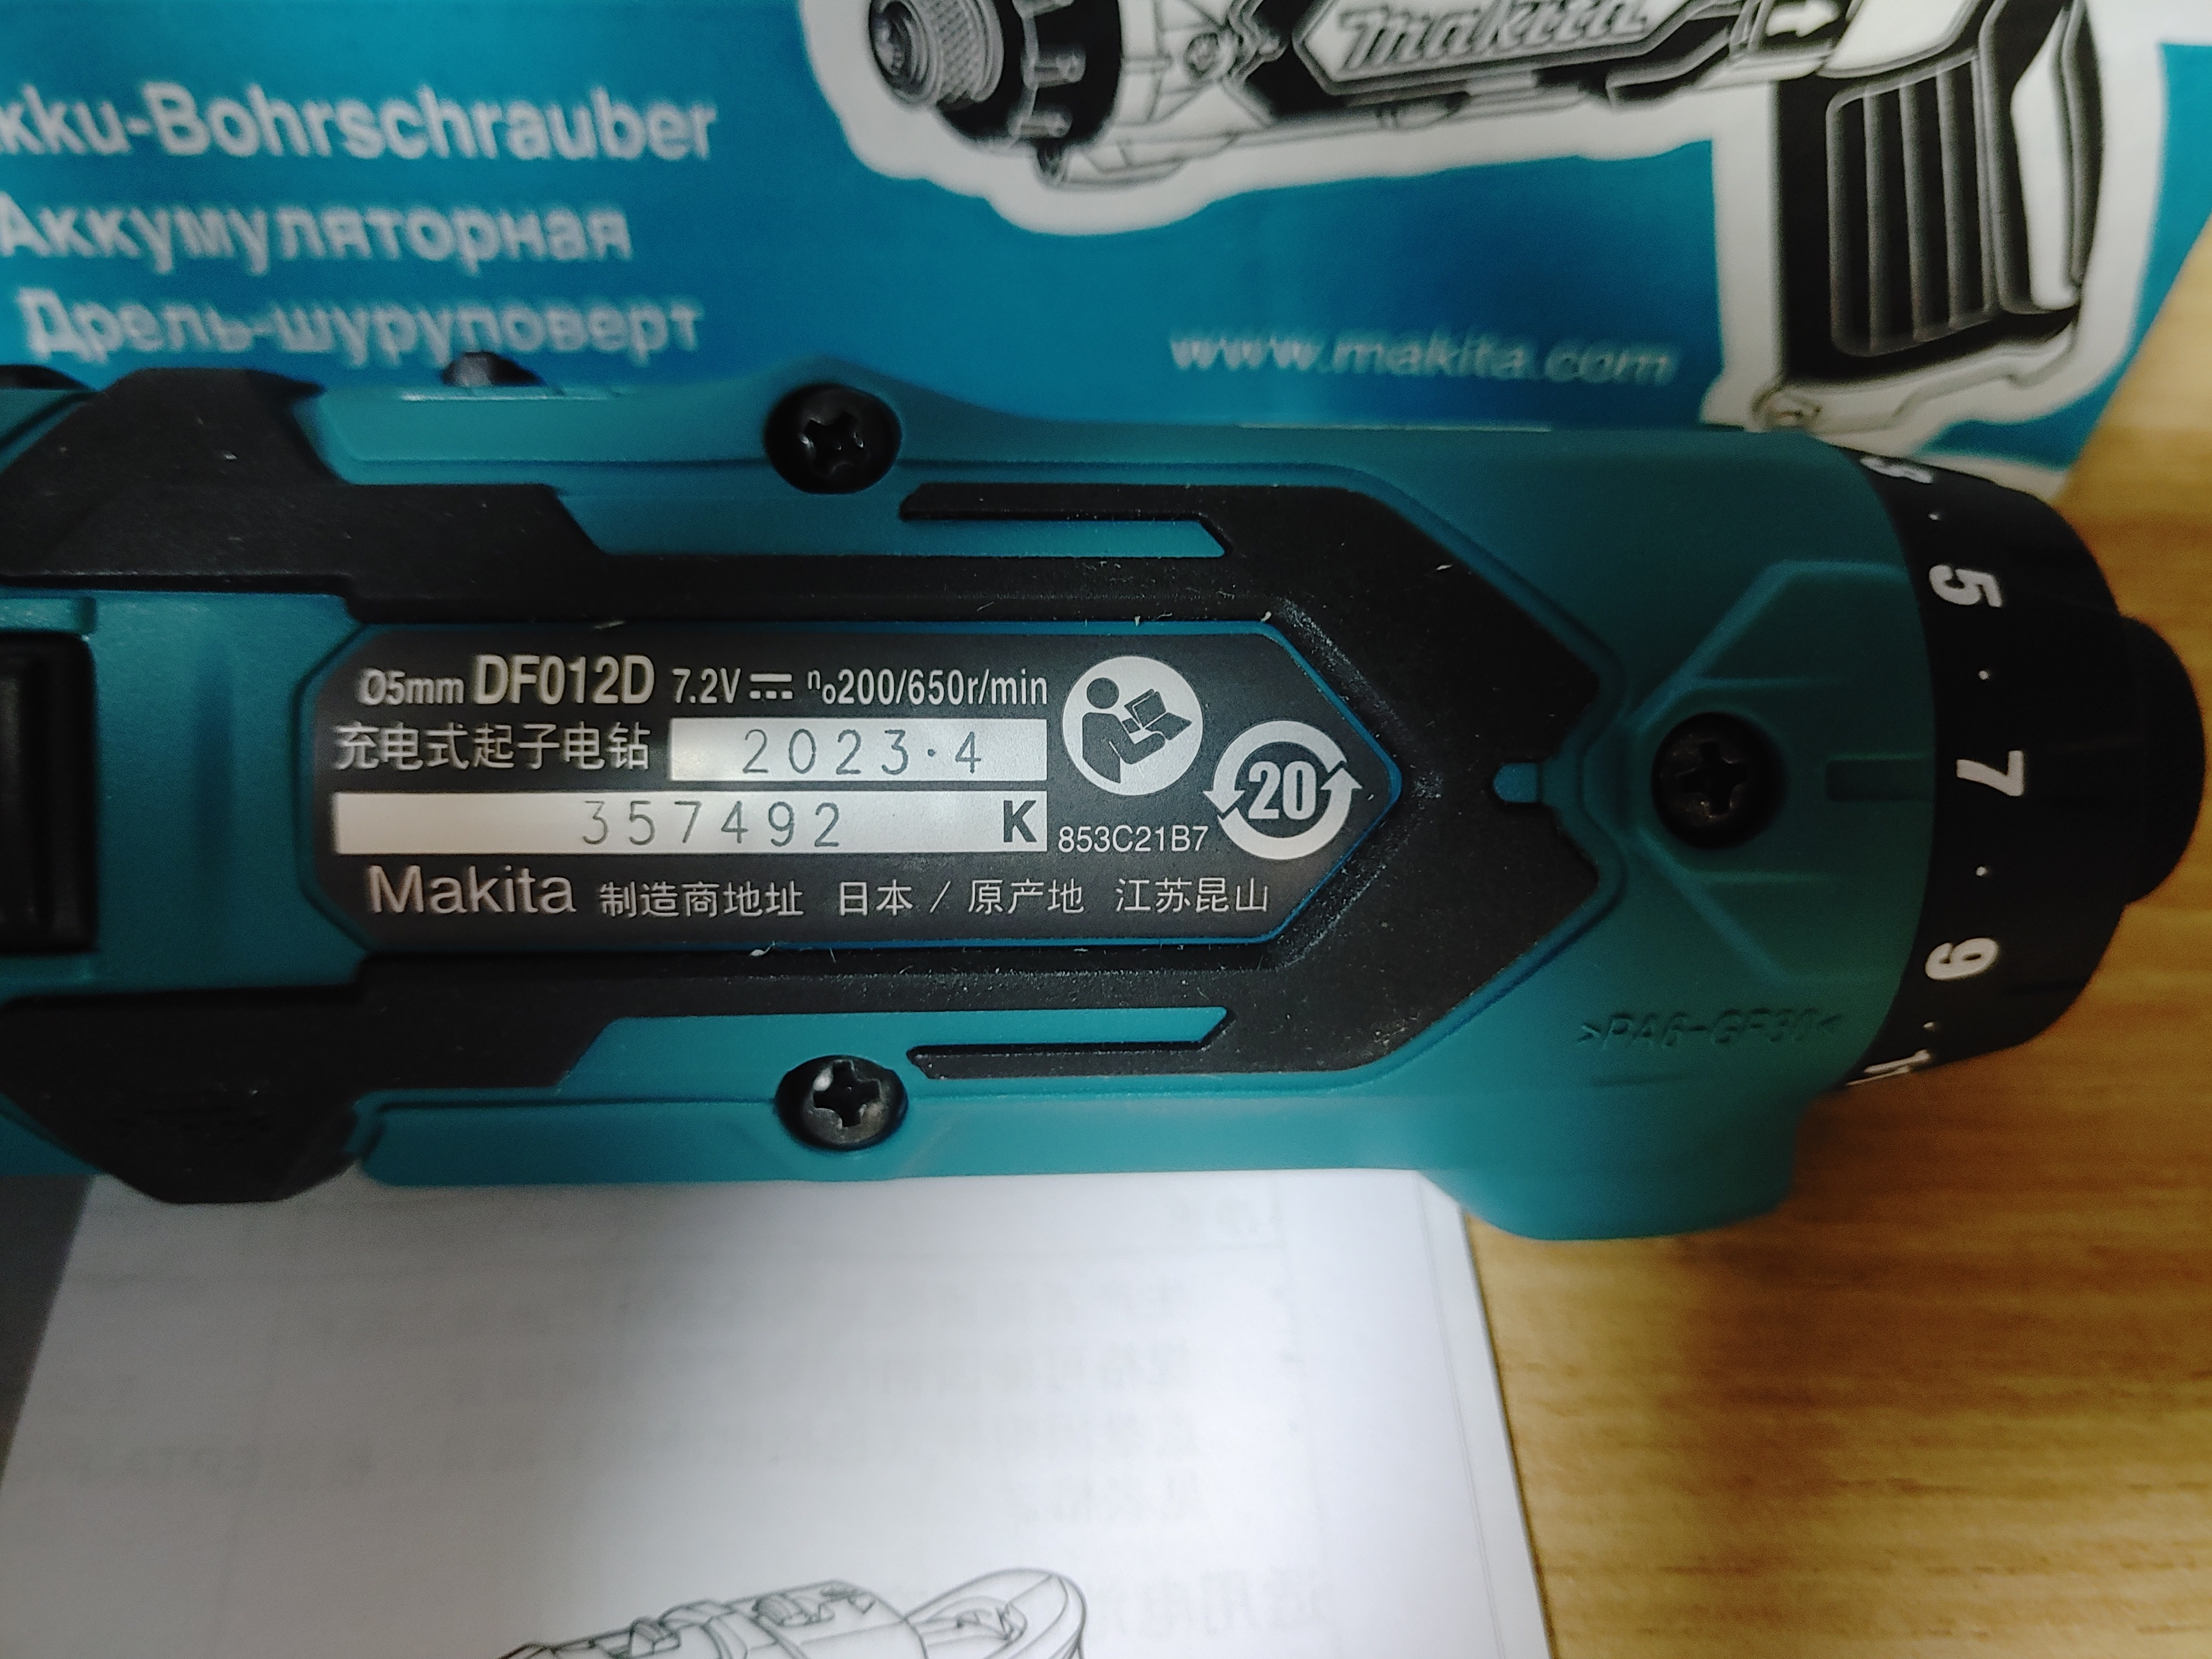 makita
kku-Bohrschrauber
Аккумуляторная
Дрель-шуруповерт
www.makita.com
5
7
9
Ø5mm DF012D 7.2V⎓ n₀200/650r/min
充电式起子电钻 2023·4
357492 K 853C21B7
20
Makita 制造商地址 日本 / 原产地 江苏昆山
>PA6-GF30<